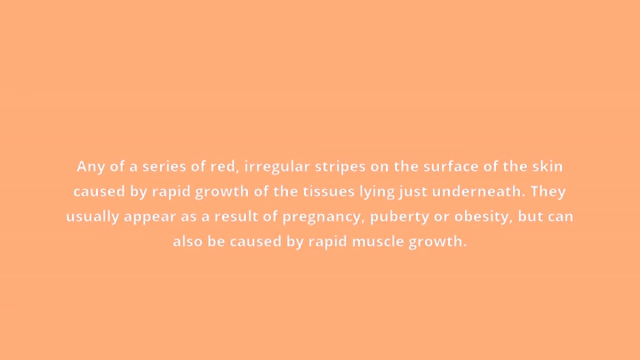 Any of a series of red, irregular stripes on the surface of the skin
caused by rapid growth of the tissues lying just underneath. They
usually appear as a result of pregnancy, puberty or obesity, but can
also be caused by rapid muscle growth.